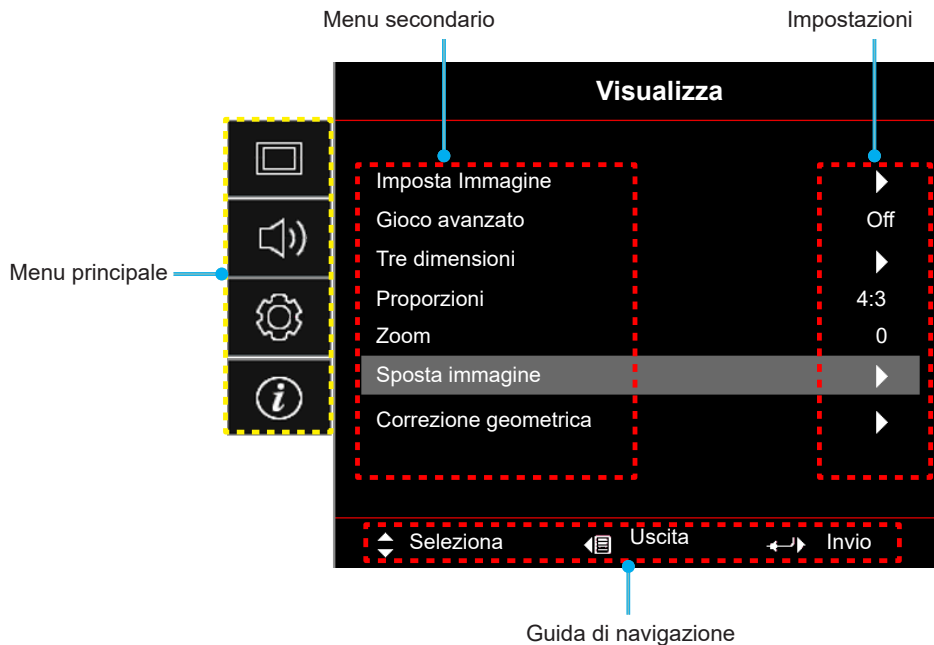 Menu secondario
Impostazioni
Visualizza
Imposta Immagine
Gioco avanzato Off
Tre dimensioni
Menu principale
Proporzioni 4:3
Zoom 0
Sposta immagine
Correzione geometrica
Seleziona Uscita Invio
Guida di navigazione